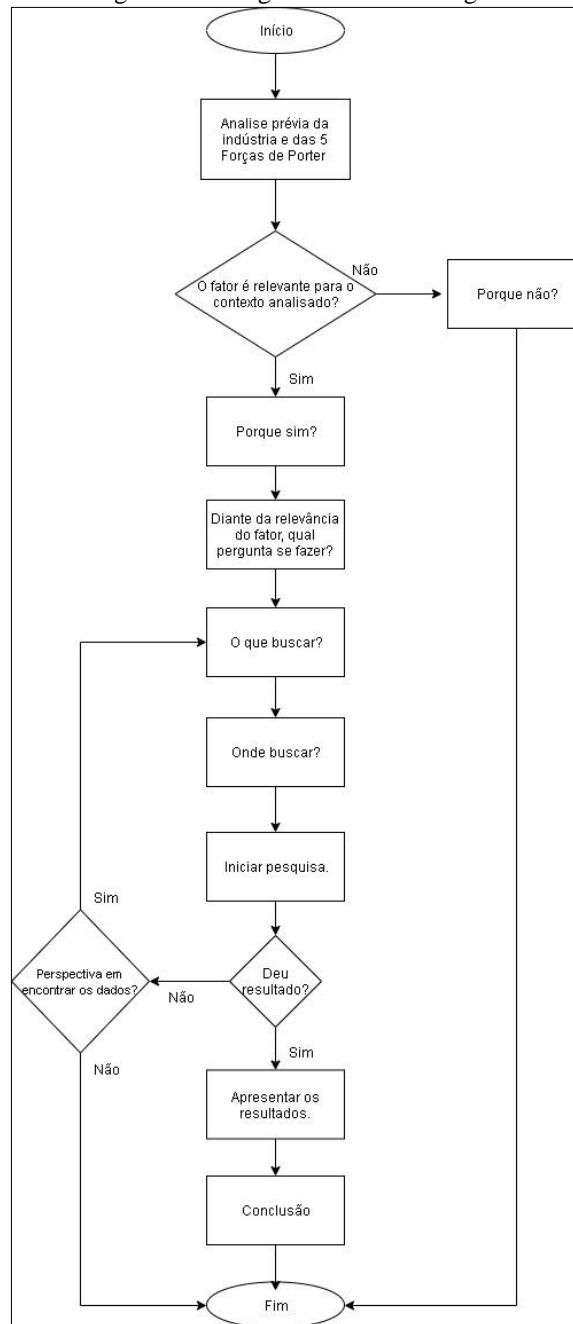 Início
Analise prévia da
indústria e das 5
Forças de Porter
O fator é relevante para o
contexto analisado?
Não
Porque não?
Sim
Porque sim?
Diante da relevância
do fator, qual
pergunta se fazer?
O que buscar?
Onde buscar?
Iniciar pesquisa.
Sim
Perspectiva em
encontrar os dados?
Não
Deu
resultado?
Não
Sim
Apresentar os
resultados.
Conclusão
Fim